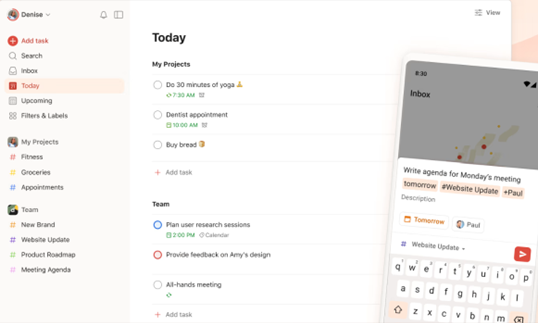 Denise
Add task
Search
Inbox
Today
Upcoming
Filters & Labels
My Projects
# Fitness
# Groceries
# Appointments
Team
# New Brand
# Website Update
# Product Roadmap
# Meeting Agenda
View
Today
My Projects
Do 30 minutes of yoga
7:30 AM
Dentist appointment
10:00 AM
Buy bread
+ Add task
Team
Plan user research sessions
2:00 PM Calendar
Provide feedback on Amy's design
All-hands meeting
+ Add task
8:30
Inbox
Write agenda for Monday's meeting
tomorrow #Website Update +Paul
Description
Tomorrow Paul
# Website Update
q w e r t y u i o p
a s d f g h j k l
z x c v b n m